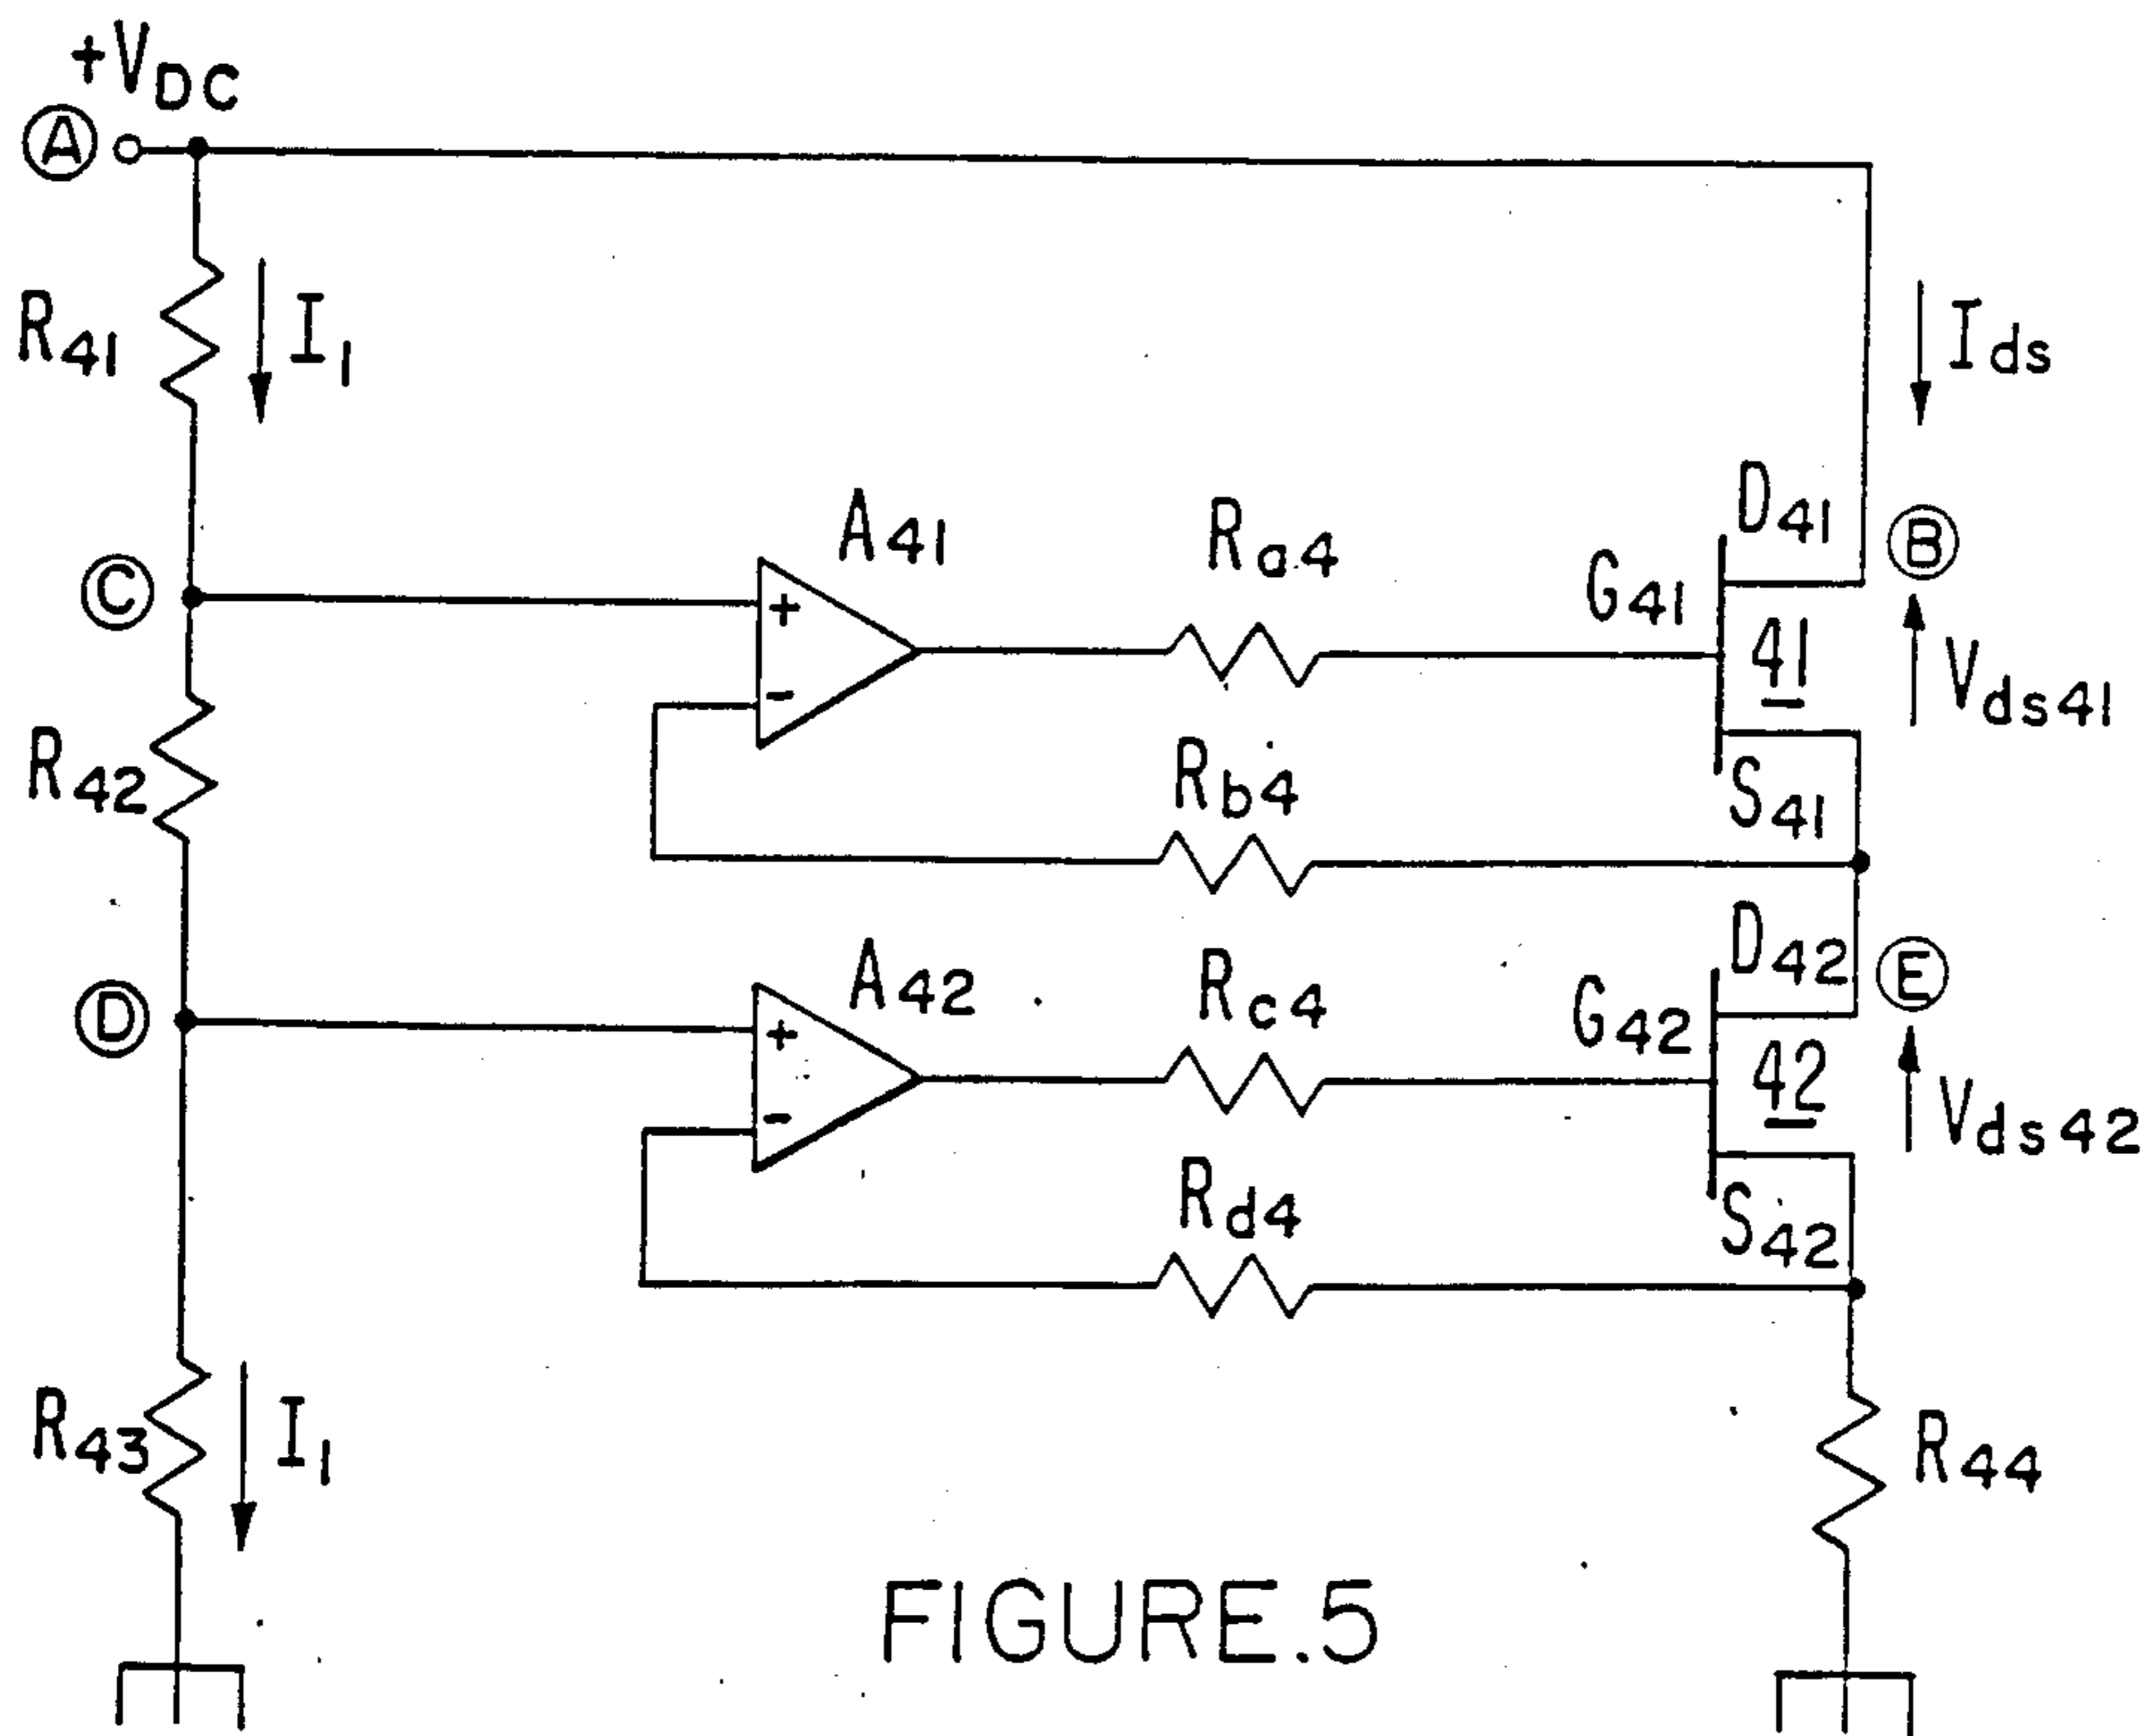 +VDC
A
R41
I1
Ids
D41
B
A41
Ra4
G41
C
+
41
Vds41
-
R42
Rb4
S41
D42
E
A42
Rc4
G42
D
+
42
Vds42
-
Rd4
S42
R43
I1
R44
FIGURE.5